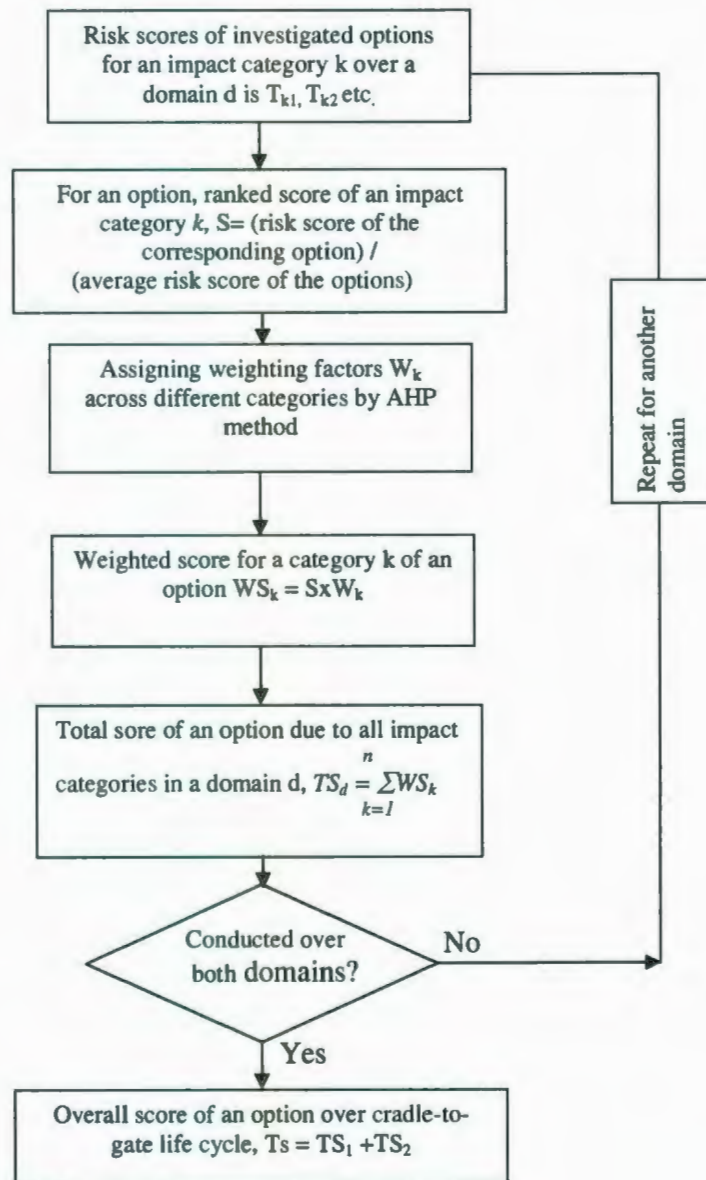 Risk scores of investigated options
for an impact category k over a
domain d is Tk1, Tk2 etc.
For an option, ranked score of an impact
category k, S= (risk score of the
corresponding option) /
(average risk score of the options)
Assigning weighting factors Wk
across different categories by AHP
method
Weighted score for a category k of an
option WSk = SxWk
Total sore of an option due to all impact
n
categories in a domain d, TSd = ΣWSk
k=1
Conducted over
both domains?
No
Repeat for another
domain
Yes
Overall score of an option over cradle-to-
gate life cycle, Ts = TS1 +TS2